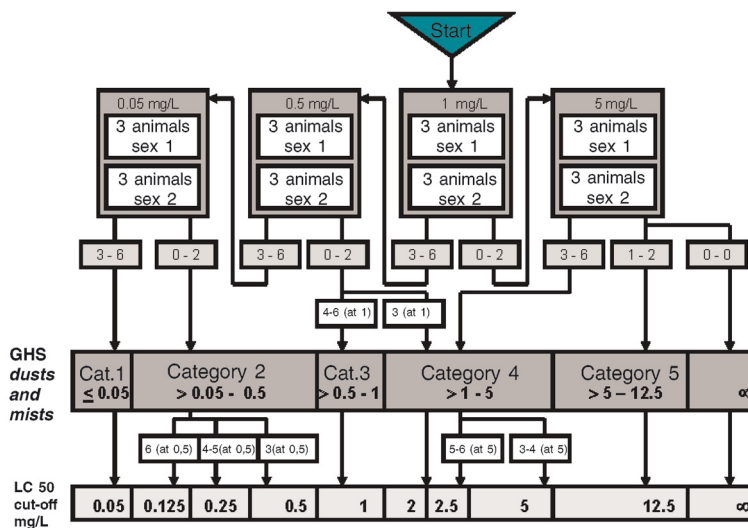 Start
0.05 mg/L
0.5 mg/L
1 mg/L
5 mg/L
3 animals
sex 1
3 animals
sex 1
3 animals
sex 1
3 animals
sex 1
3 animals
sex 2
3 animals
sex 2
3 animals
sex 2
3 animals
sex 2
3 - 6
0 - 2
3 - 6
0 - 2
3 - 6
0 - 2
3 - 6
1 - 2
0 - 0
4-6 (at 1)
3 (at 1)
GHS
dusts
and
mists
Cat.1
≤ 0.05
Category 2
> 0.05 - 0.5
Cat.3
> 0.5 - 1
Category 4
> 1 - 5
Category 5
> 5 – 12.5
∞
6 (at 0,5)
4-5(at 0,5)
3(at 0,5)
5-6 (at 5)
3-4 (at 5)
LC 50
cut-off
mg/L
0.05
0.125
0.25
0.5
1
2
2.5
5
12.5
∞